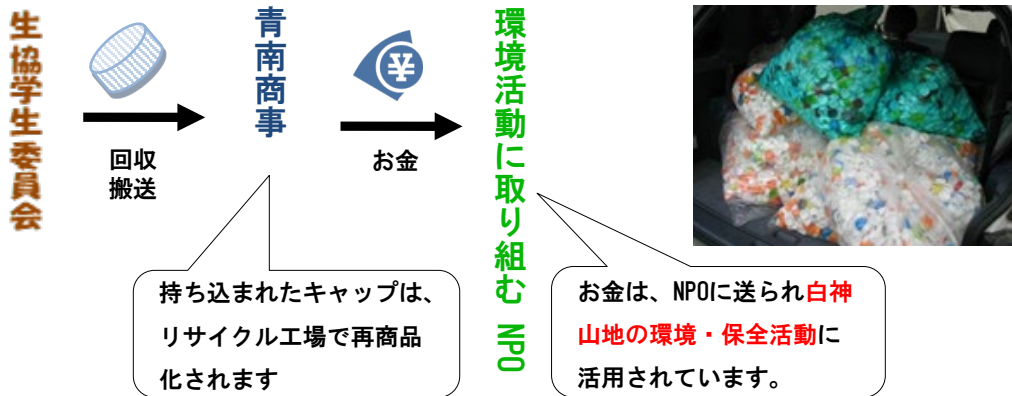 生協学生委員会
回収
搬送
青南商事
お金
環境活動に取り組む NPO
持ち込まれたキャップは、
リサイクル工場で再商品
化されます
お金は、NPOに送られ白神
山地の環境・保全活動に
活用されています。